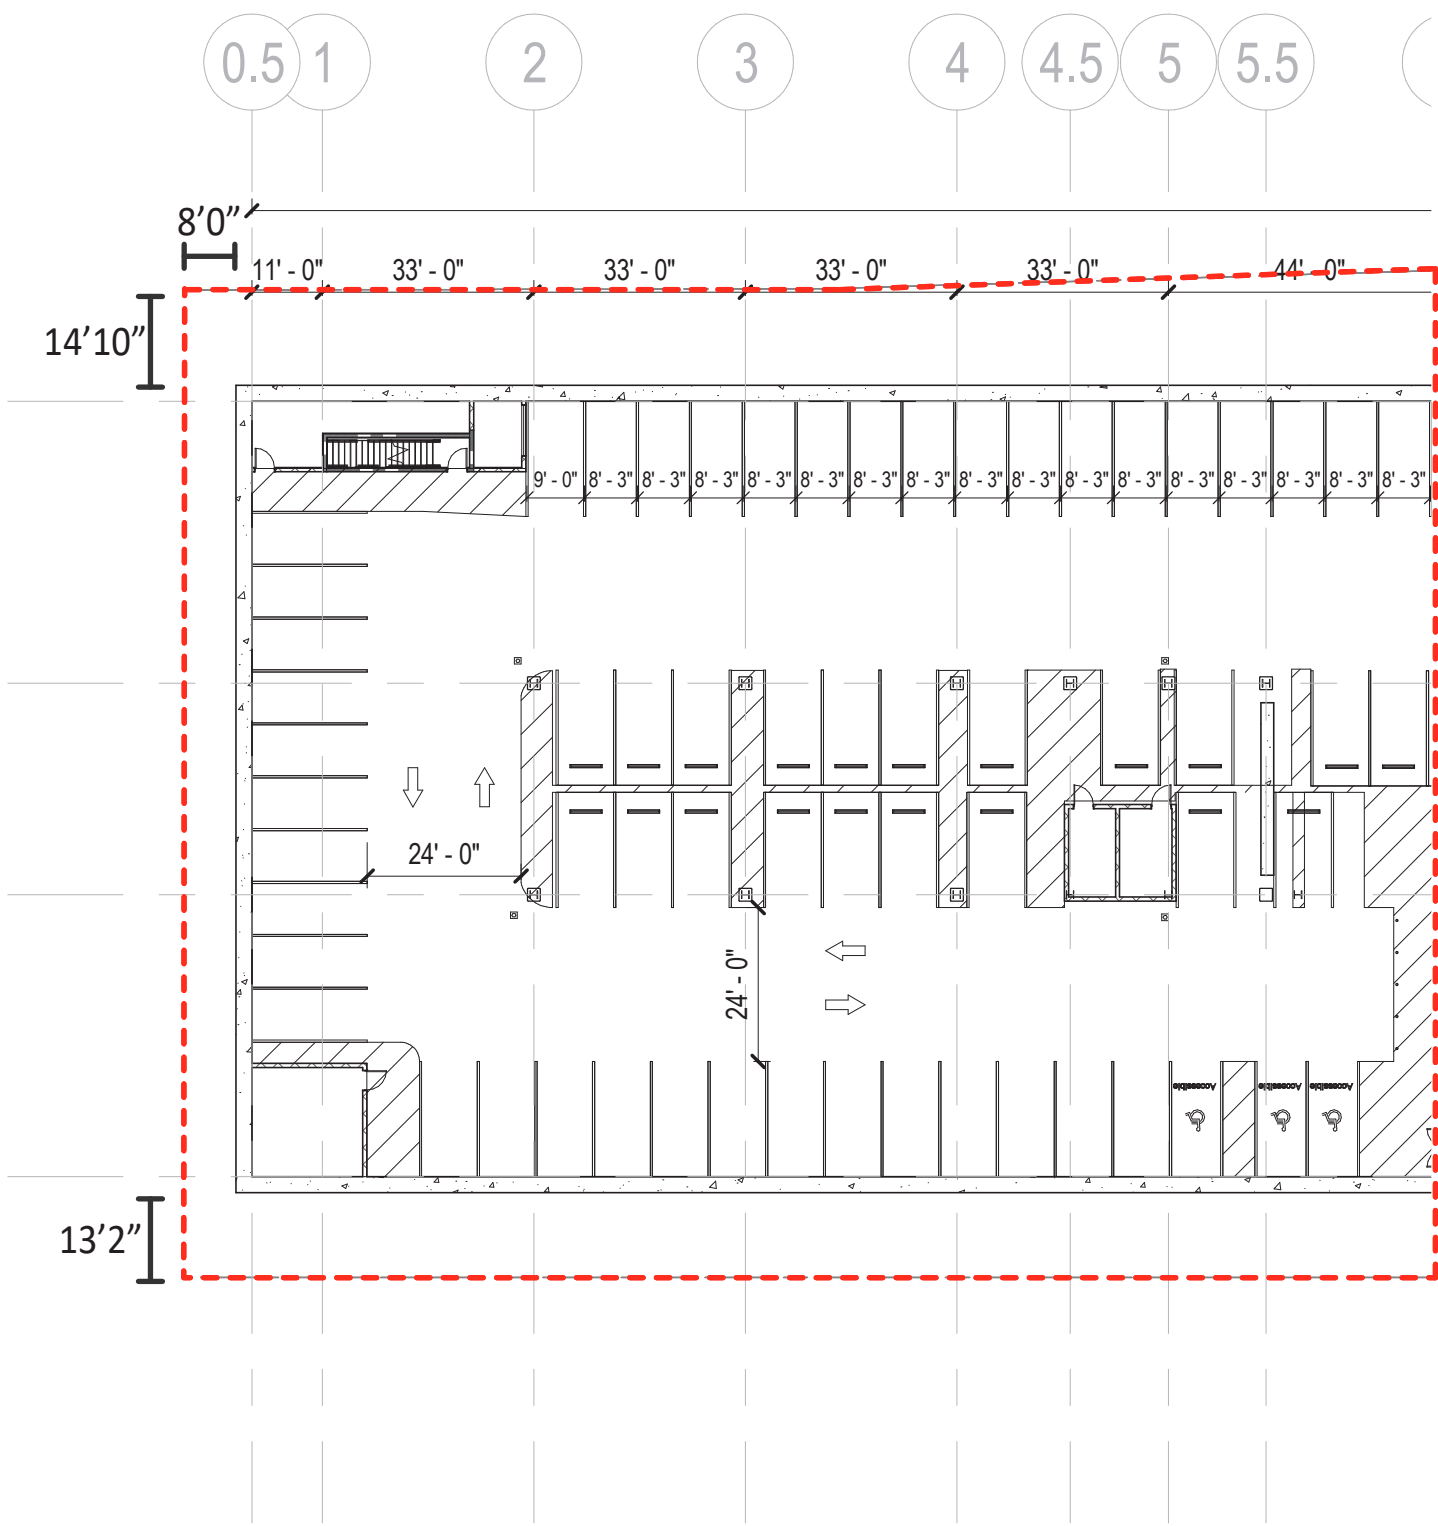 0.5 1 2 3 4 4.5 5 5.5
8'0"
11' - 0" 33' - 0" 33' - 0" 33' - 0" 33' - 0" 44' - 0"
14'10"
9' - 0" 8' - 3" 8' - 3" 8' - 3" 8' - 3" 8' - 3" 8' - 3" 8' - 3" 8' - 3" 8' - 3" 8' - 3" 8' - 3" 8' - 3" 8' - 3" 8' - 3" 8' - 3" 8' - 3"
24' - 0"
24' - 0"
Accessible Accessible Accessible
13'2"